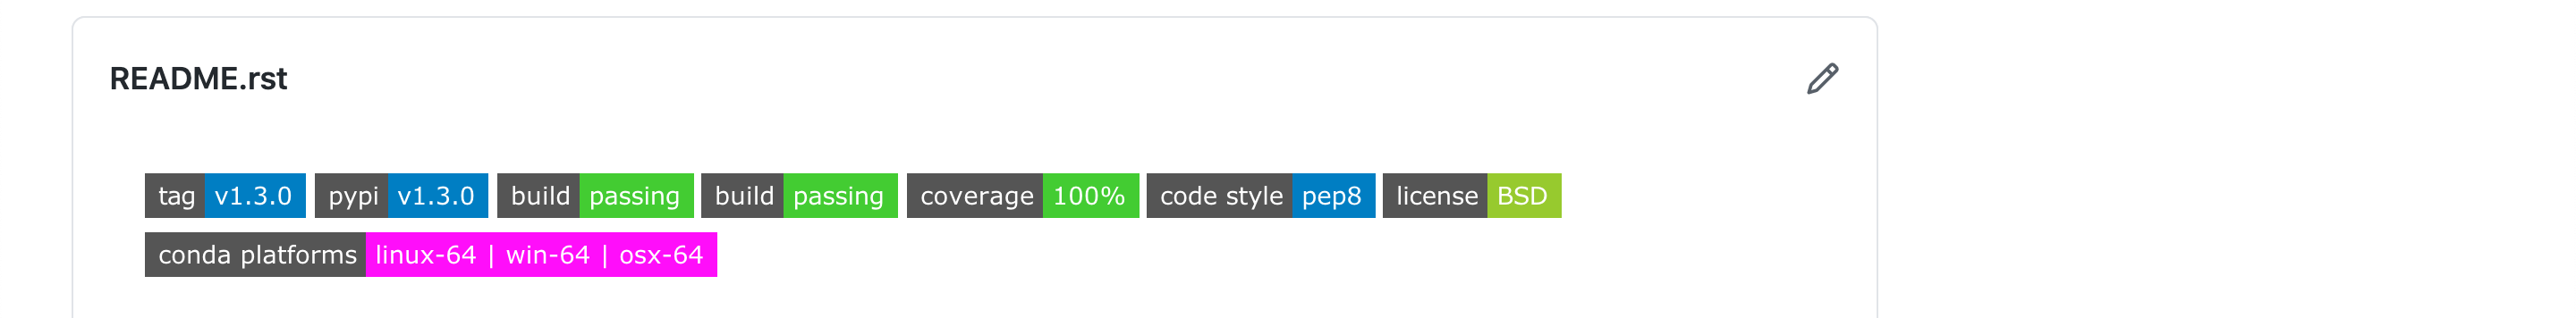 README.rst
tag v1.3.0 pypi v1.3.0 build passing build passing coverage 100% code style pep8 license BSD
conda platforms linux-64 | win-64 | osx-64